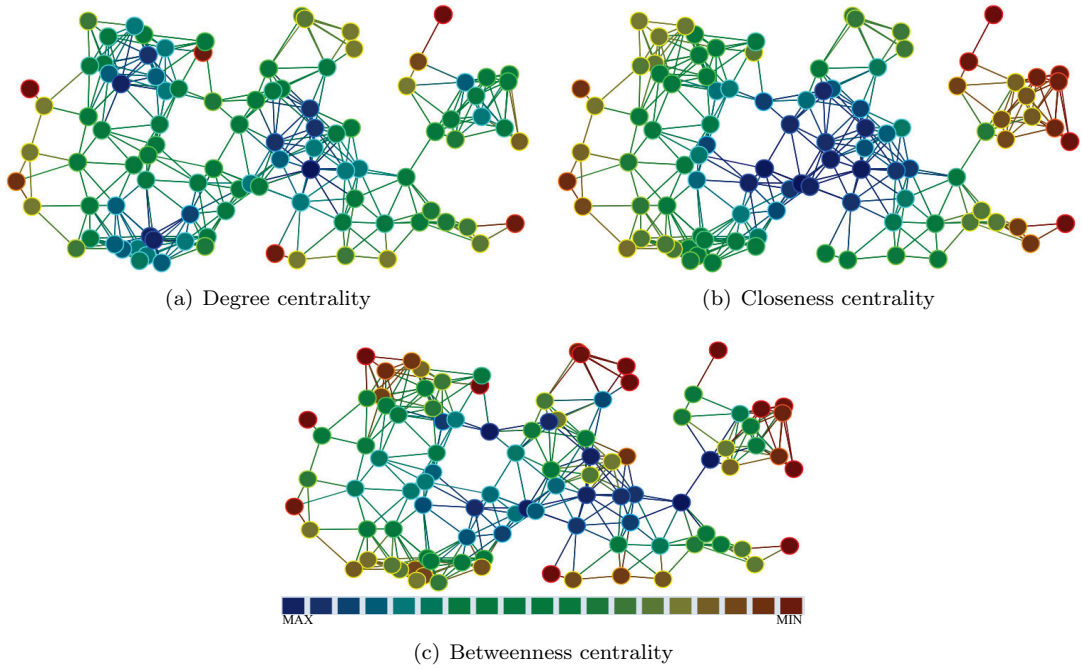 (a) Degree centrality
(b) Closeness centrality
MAX
MIN
(c) Betweenness centrality